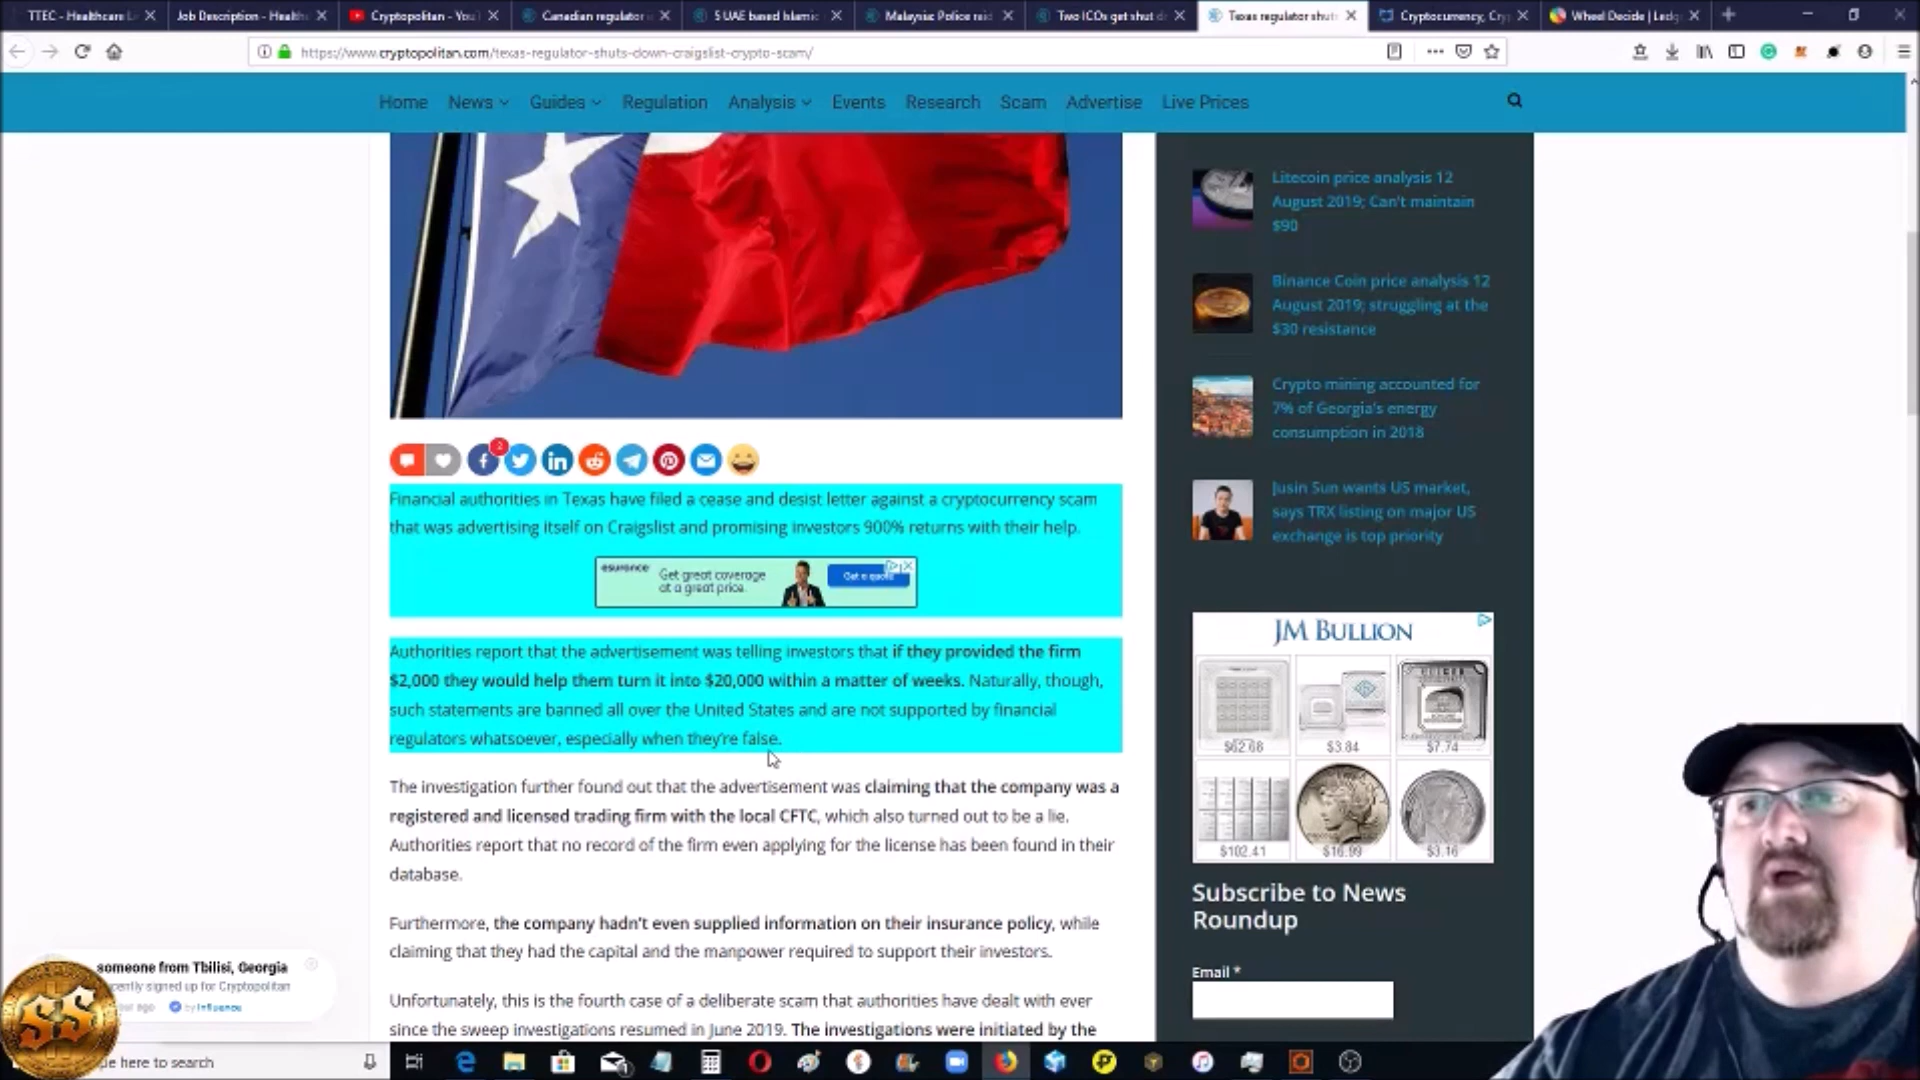 TTEC - Healthcare L
Job Description - Health
Cryptopolitan - You
Canadian regulator
5 UAE based Islamic
Malaysia Police raid
Two ICOs get shut d
Texas regulator shut
Cryptocurrency, Cry
Wheel Decide | Ledg
https://www.cryptopolitan.com/texas-regulator-shuts-down-craigslist-crypto-scam/
Home News Guides Regulation Analysis Events Research Scam Advertise Live Prices
2
Financial authorities in Texas have filed a cease and desist letter against a cryptocurrency scam
that was advertising itself on Craigslist and promising investors 900% returns with their help.
esurance
Get great coverage
at a great price.
Get a quote
Authorities report that the advertisement was telling investors that if they provided the firm
$2,000 they would help them turn it into $20,000 within a matter of weeks. Naturally, though,
such statements are banned all over the United States and are not supported by financial
regulators whatsoever, especially when they're false.
The investigation further found out that the advertisement was claiming that the company was a
registered and licensed trading firm with the local CFTC, which also turned out to be a lie.
Authorities report that no record of the firm even applying for the license has been found in their
database.
Furthermore, the company hadn't even supplied information on their insurance policy, while
claiming that they had the capital and the manpower required to support their investors.
Unfortunately, this is the fourth case of a deliberate scam that authorities have dealt with ever
since the sweep investigations resumed in June 2019. The investigations were initiated by the
Litecoin price analysis 12
August 2019; Can't maintain
$90
Binance Coin price analysis 12
August 2019; struggling at the
$30 resistance
Crypto mining accounted for
7% of Georgia's energy
consumption in 2018
Jusin Sun wants US market,
says TRX listing on major US
exchange is top priority
JM BULLION
$62.68 $3.84 $7.74
$102.41 $16.99 $3.16
Subscribe to News
Roundup
Email *
someone from Tbilisi, Georgia
cently signed up for Cryptopolitan
our ago by Influence
SS
pe here to search